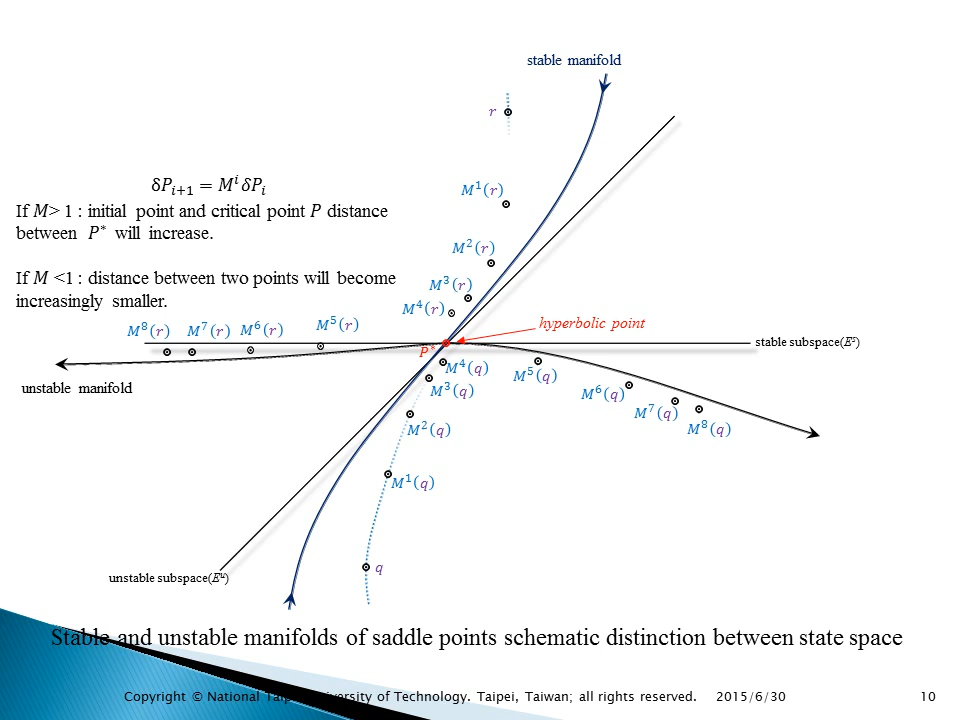 stable manifold
r
δP_{i+1} = M^i δP_i
If M> 1 : initial point and critical point P distance
between P* will increase.
If M <1 : distance between two points will become
increasingly smaller.
M^1(r)
M^2(r)
M^3(r)
M^4(r)
M^8(r) M^7(r) M^6(r) M^5(r)
hyperbolic point
stable subspace(E^s)
P*
unstable manifold
M^4(q)
M^5(q)
M^3(q)
M^6(q)
M^7(q)
M^2(q)
M^8(q)
M^1(q)
q
unstable subspace(E^u)
Stable and unstable manifolds of saddle points schematic distinction between state space
Copyright © National Taipei University of Technology. Taipei, Taiwan; all rights reserved. 2015/6/30 10